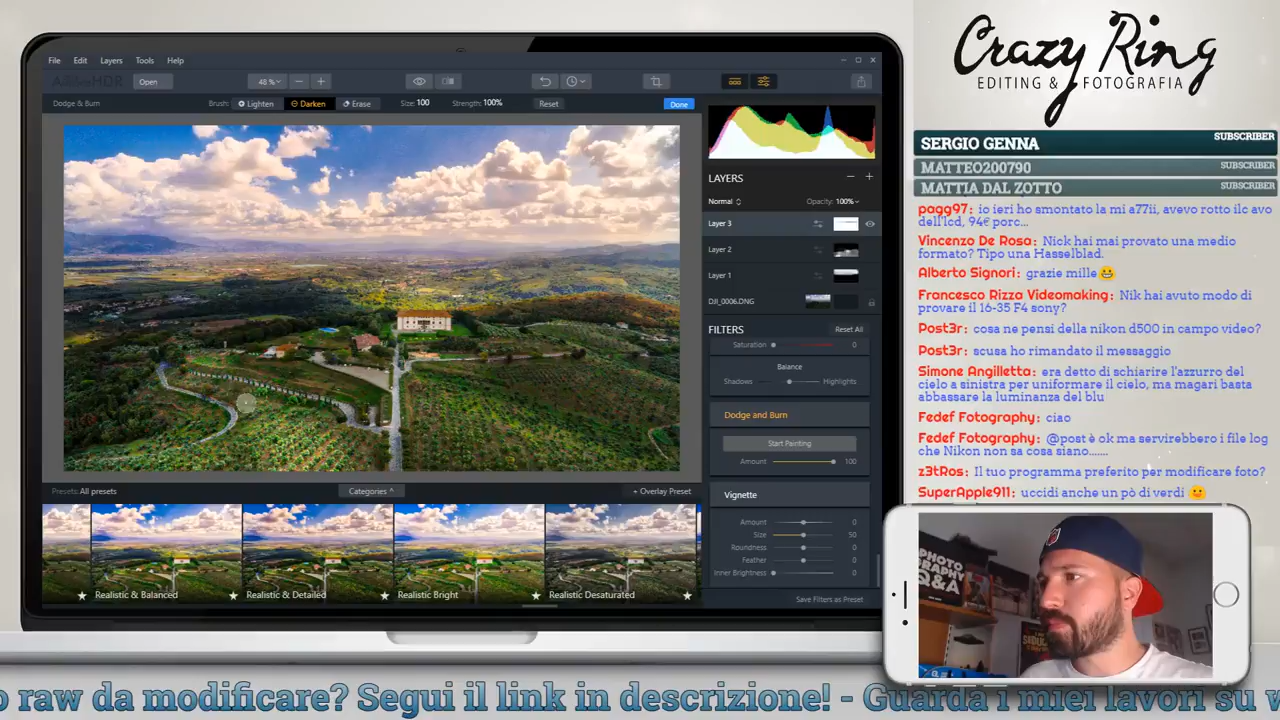 File Edit Layers Tools Help
Open 48 %
Dodge & Burn Brush: Lighten Darken Erase Size: 100 Strength: 100% Reset Done
LAYERS
Normal Opacity: 100%
Layer 3
Layer 2
Layer 1
DJI_0006.DNG
FILTERS Reset All
Saturation 0
Balance
Shadows Highlights
Dodge and Burn
Start Painting
Amount 100
Vignette
Amount 0
Size 50
Roundness 0
Feather 0
Inner Brightness 0
Save Filters as Preset
Presets: All presets Categories ^ + Overlay Preset
Realistic & Balanced Realistic & Detailed Realistic Bright Realistic Desaturated
Crazy Ring
EDITING & FOTOGRAFIA
SERGIO GENNA SUBSCRIBER
MATTEO200790 SUBSCRIBER
MATTIA DAL ZOTTO SUBSCRIBER
pagg97: io ieri ho smontato la mi a77ii, avevo rotto ilc avo
dell'lcd, 94€ porc...
Vincenzo De Rosa: Nick hai mai provato una medio
formato? Tipo una Hasselblad.
Alberto Signori: grazie mille😀
Francesco Rizza Videomaking: Nik hai avuto modo di
provare il 16-35 F4 sony?
Post3r: cosa ne pensi della nikon d500 in campo video?
Post3r: scusa ho rimandato il messaggio
Simone Angilletta: era detto di schiarire l'azzurro del
cielo a sinistra per uniformare il cielo, ma magari basta
abbassare la luminanza del blu
Fedef Fotography: ciao
Fedef Fotography: @post è ok ma servirebbero i file log
che Nikon non sa cosa siano.......
z3tRos: Il tuo programma preferito per modificare foto?
SuperApple911: uccidi anche un pò di verdi 🙂
PHOTO
GRAPHY
Q&A
o raw da modificare? Segui il link in descrizione! - Guarda i miei lavori su